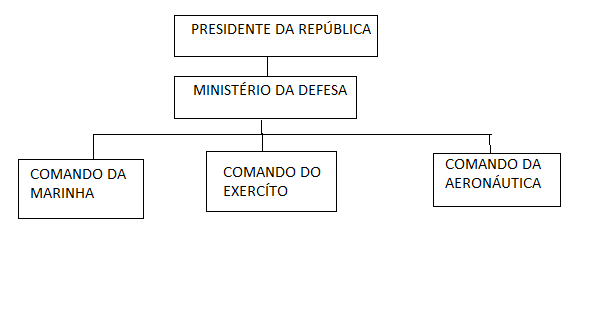 PRESIDENTE DA REPÚBLICA
MINISTÉRIO DA DEFESA
COMANDO DA
MARINHA
COMANDO DO
EXERCÍTO
COMANDO DA
AERONÁUTICA